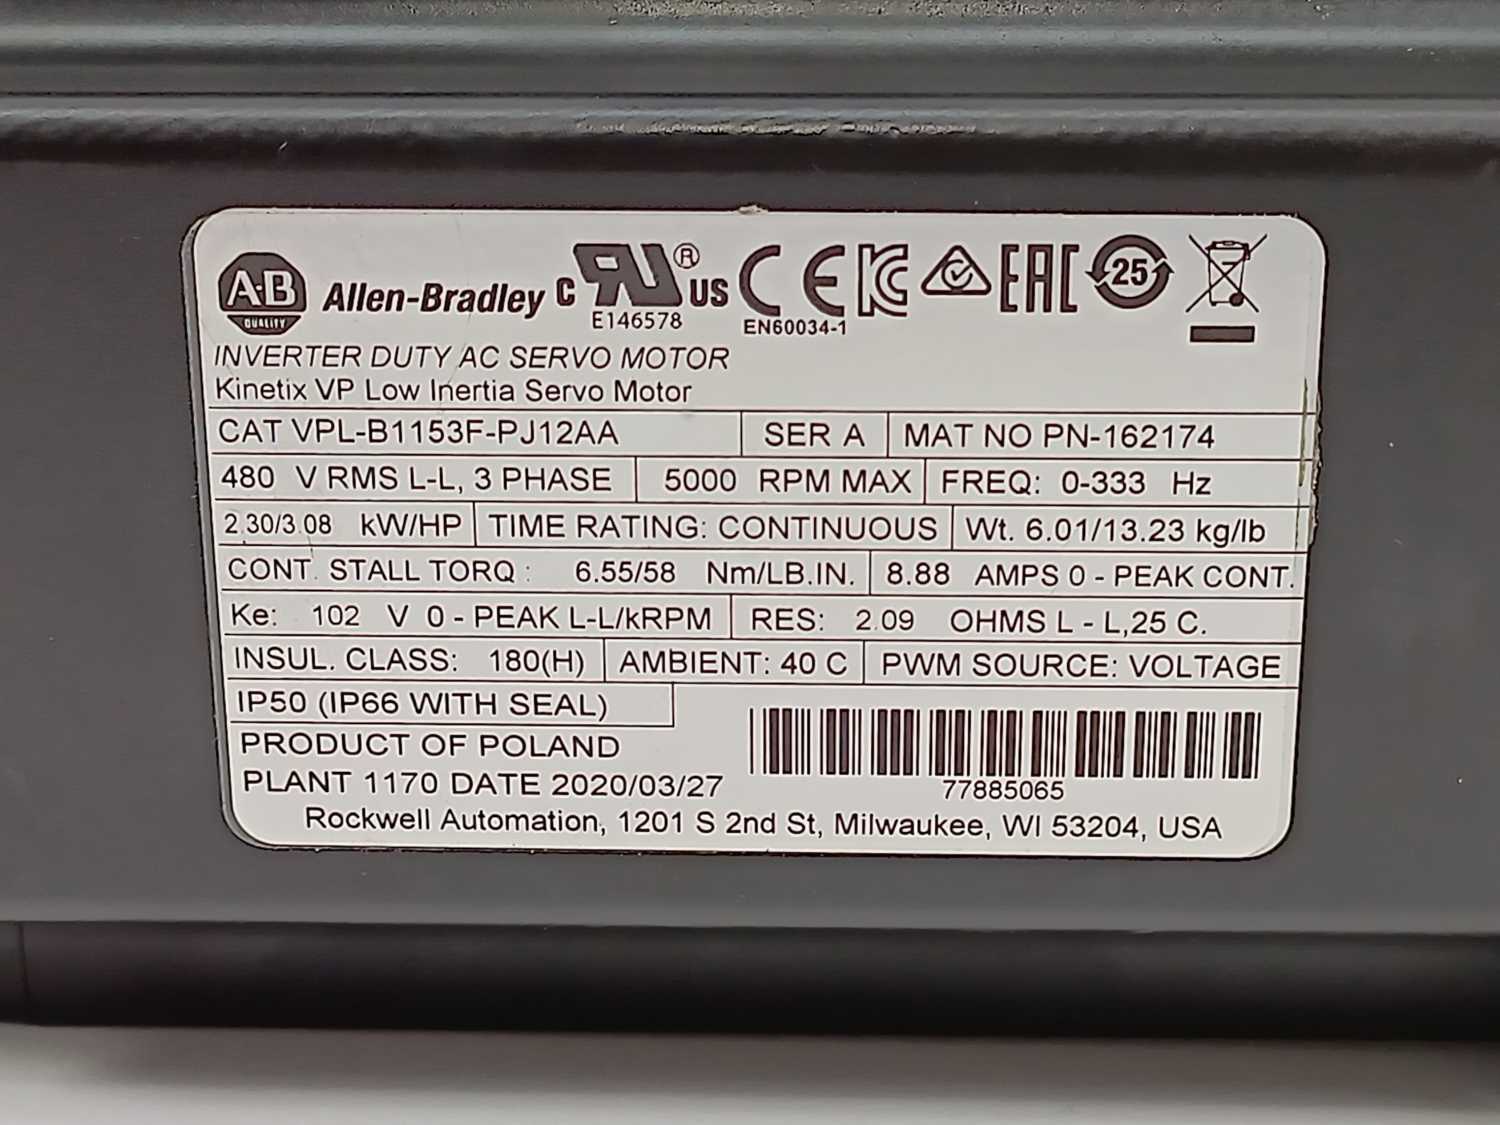 A-B QUALITY Allen-Bradley C RU ® US CE KC EAC 25
E146578 EN60034-1
INVERTER DUTY AC SERVO MOTOR
Kinetix VP Low Inertia Servo Motor
CAT VPL-B1153F-PJ12AA SER A MAT NO PN-162174
480 V RMS L-L, 3 PHASE 5000 RPM MAX FREQ: 0-333 Hz
2.30/3.08 kW/HP TIME RATING: CONTINUOUS Wt. 6.01/13.23 kg/lb
CONT. STALL TORQ : 6.55/58 Nm/LB.IN. 8.88 AMPS 0 - PEAK CONT.
Ke: 102 V 0 - PEAK L-L/kRPM RES: 2.09 OHMS L - L,25 C.
INSUL. CLASS: 180(H) AMBIENT: 40 C PWM SOURCE: VOLTAGE
IP50 (IP66 WITH SEAL)
PRODUCT OF POLAND
PLANT 1170 DATE 2020/03/27 77885065
Rockwell Automation, 1201 S 2nd St, Milwaukee, WI 53204, USA